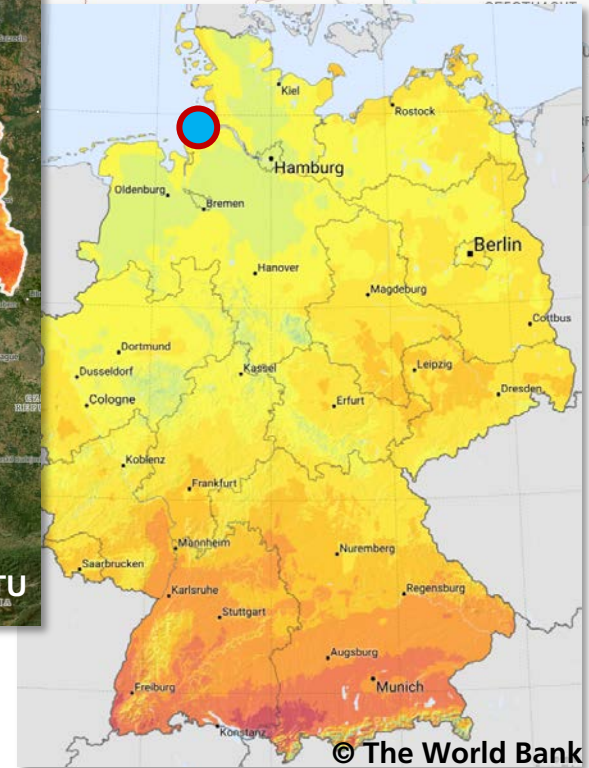 Kiel
Rostock
Hamburg
Oldenburg
Bremen
Berlin
Hanover
Magdeburg
Cottbus
Dortmund
Dusseldorf
Kassel
Leipzig
Cologne
Erfurt
Dresden
Koblenz
Frankfurt
Mannheim
Nuremberg
Saarbrucken
Karlsruhe
Regensburg
TU
Stuttgart
Augsburg
Freiburg
Munich
Konstanz
© The World Bank